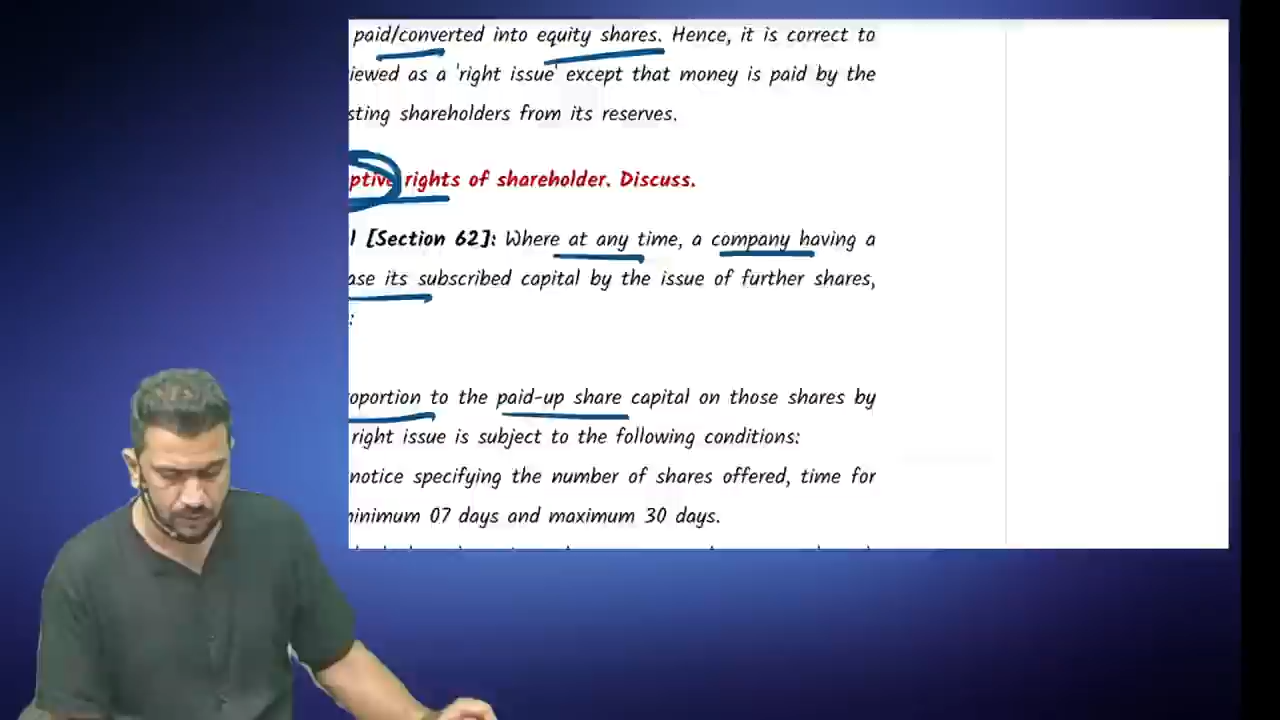 paid/converted into equity shares. Hence, it is correct to
iewed as a 'right issue' except that money is paid by the
sting shareholders from its reserves.
ptive rights of shareholder. Discuss.
l [Section 62]: Where at any time, a company having a
ase its subscribed capital by the issue of further shares,
:
oportion to the paid-up share capital on those shares by
right issue is subject to the following conditions:
notice specifying the number of shares offered, time for
minimum 07 days and maximum 30 days.